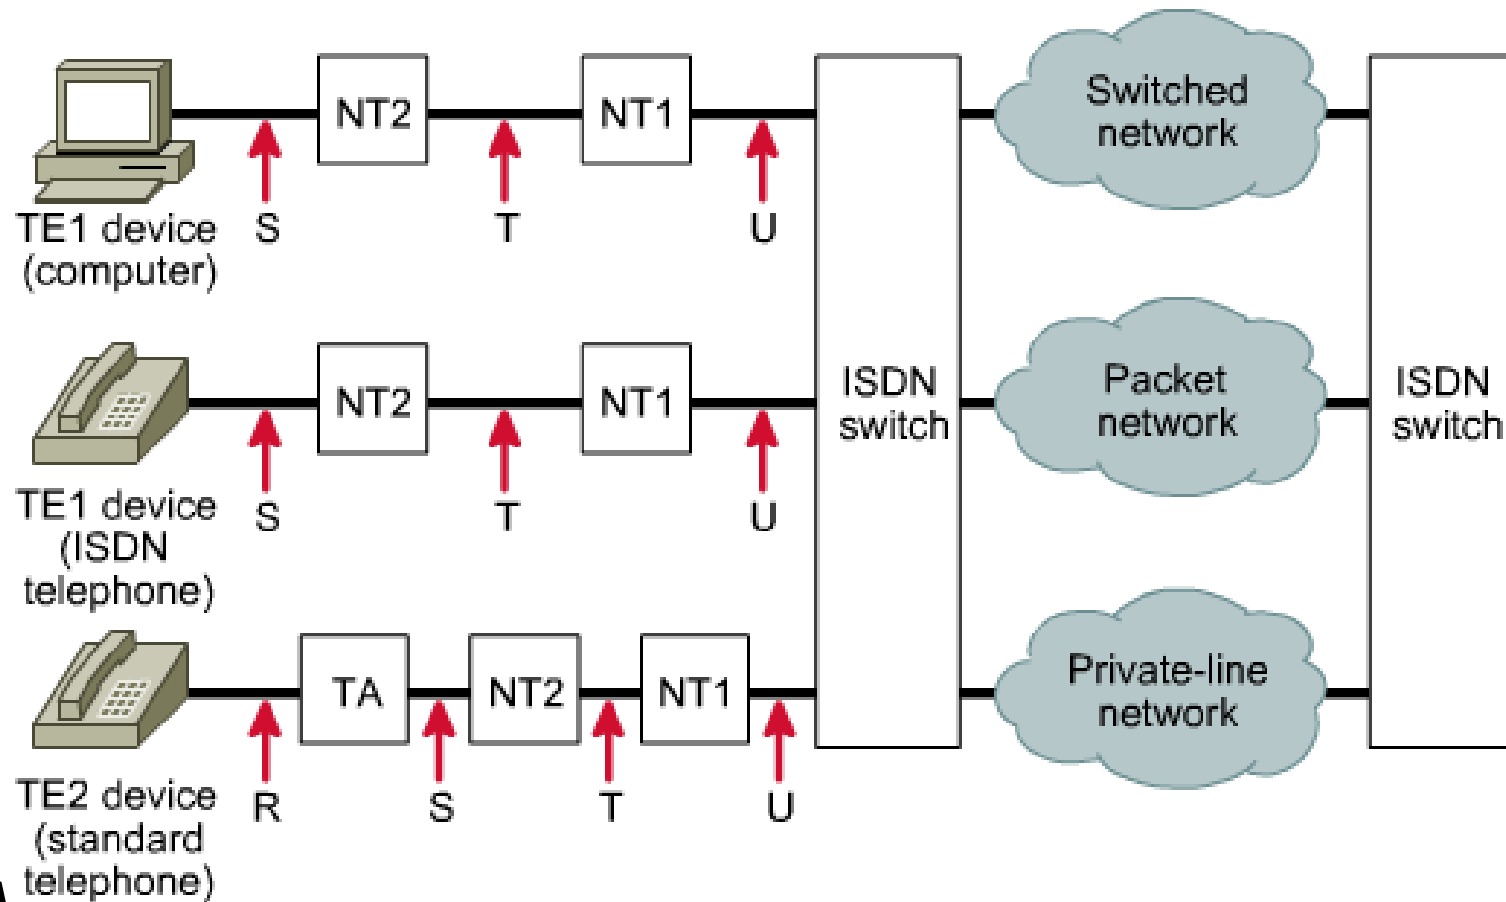 Switched
network
NT2
NT1
TE1 device
(computer)
S
T
U
ISDN
switch
Packet
network
ISDN
switch
NT2
NT1
TE1 device
(ISDN
telephone)
S
T
U
Private-line
network
TA
NT2
NT1
TE2 device
(standard
telephone)
R
S
T
U